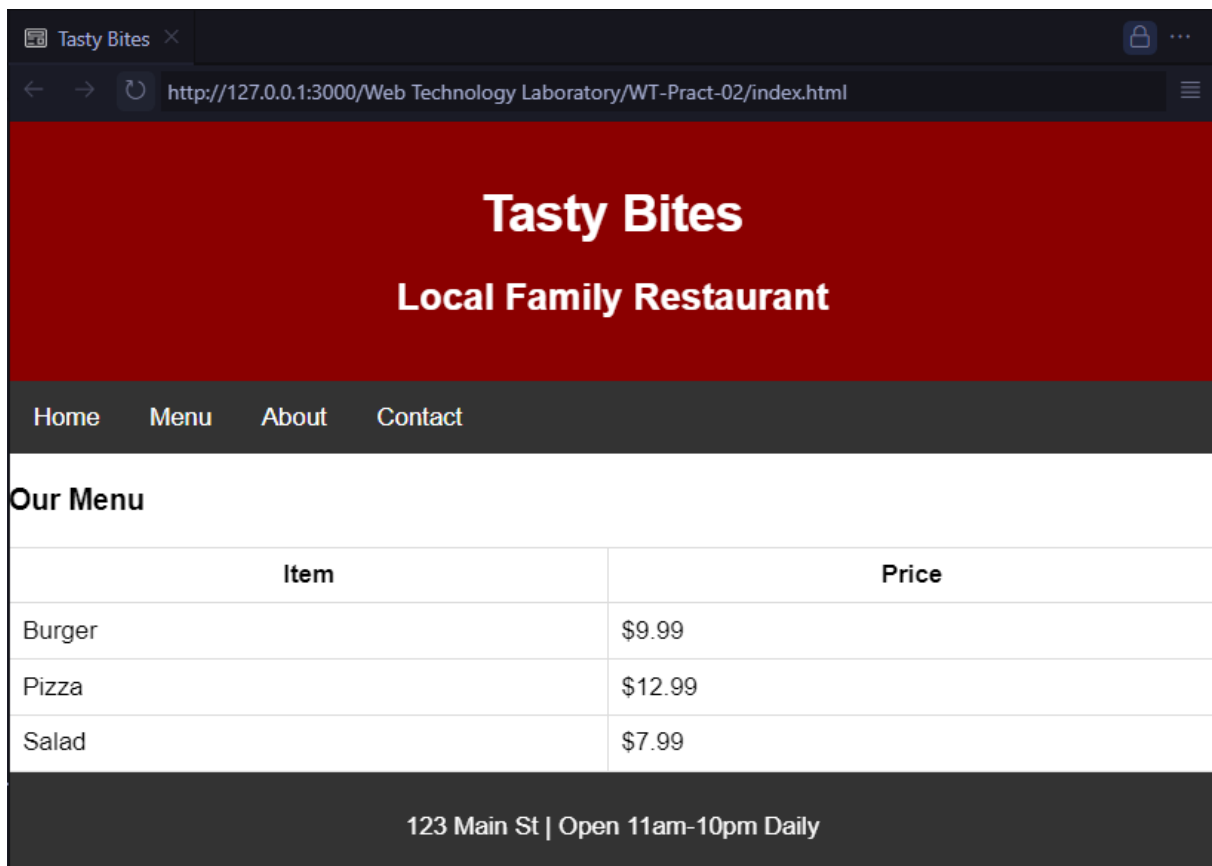 Tasty Bites
http://127.0.0.1:3000/Web Technology Laboratory/WT-Pract-02/index.html
Tasty Bites
Local Family Restaurant
Home Menu About Contact
Our Menu
Item Price
Burger $9.99
Pizza $12.99
Salad $7.99
123 Main St | Open 11am-10pm Daily